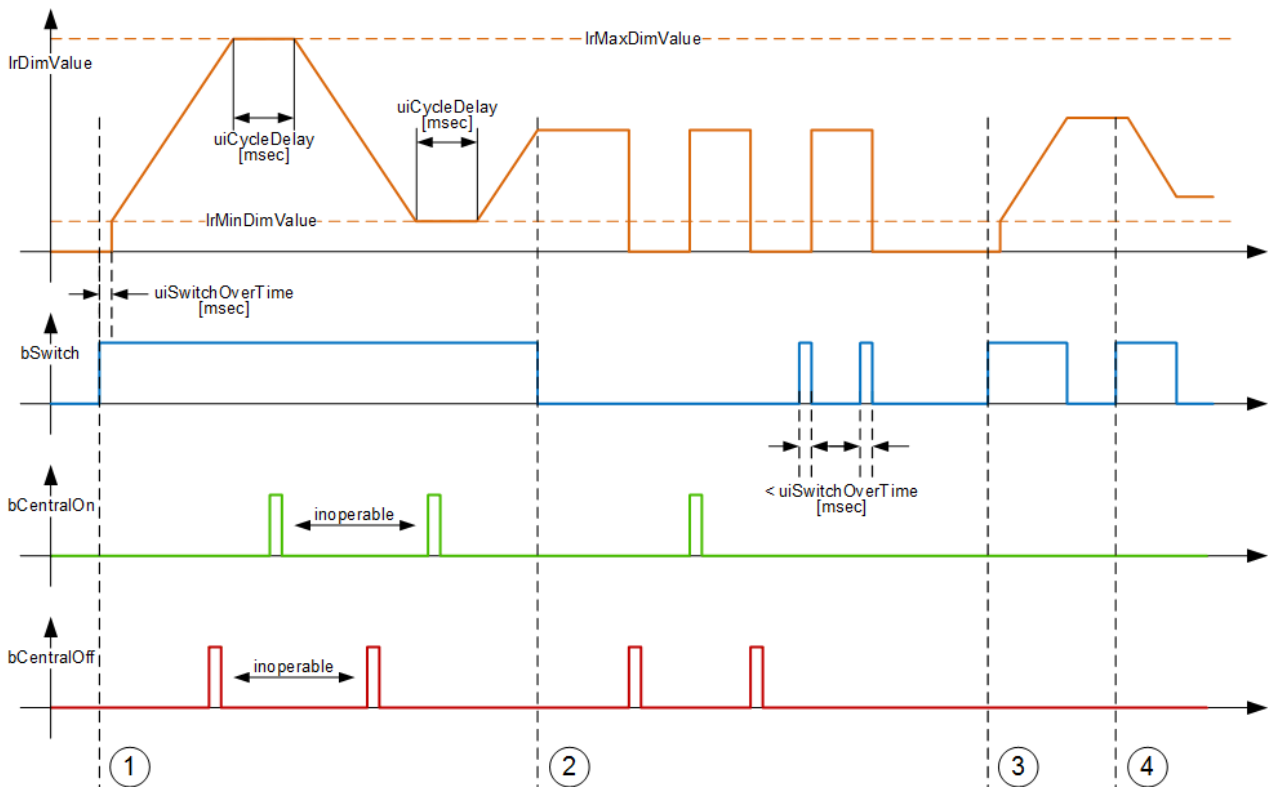 lrMaxDimValue
lrDimValue
uiCycleDelay
[msec]
uiCycleDelay
[msec]
lrMinDimValue
uiSwitchOverTime
[msec]
bSwitch
< uiSwitchOverTime
[msec]
bCentralOn
inoperable
bCentralOff
inoperable
1
2
3
4